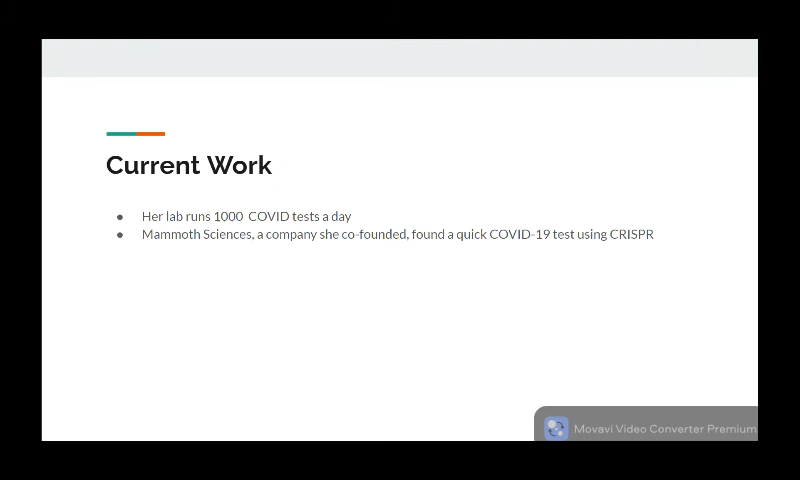 Current Work
● Her lab runs 1000 COVID tests a day
● Mammoth Sciences, a company she co-founded, found a quick COVID-19 test using CRISPR
Movavi Video Converter Premium